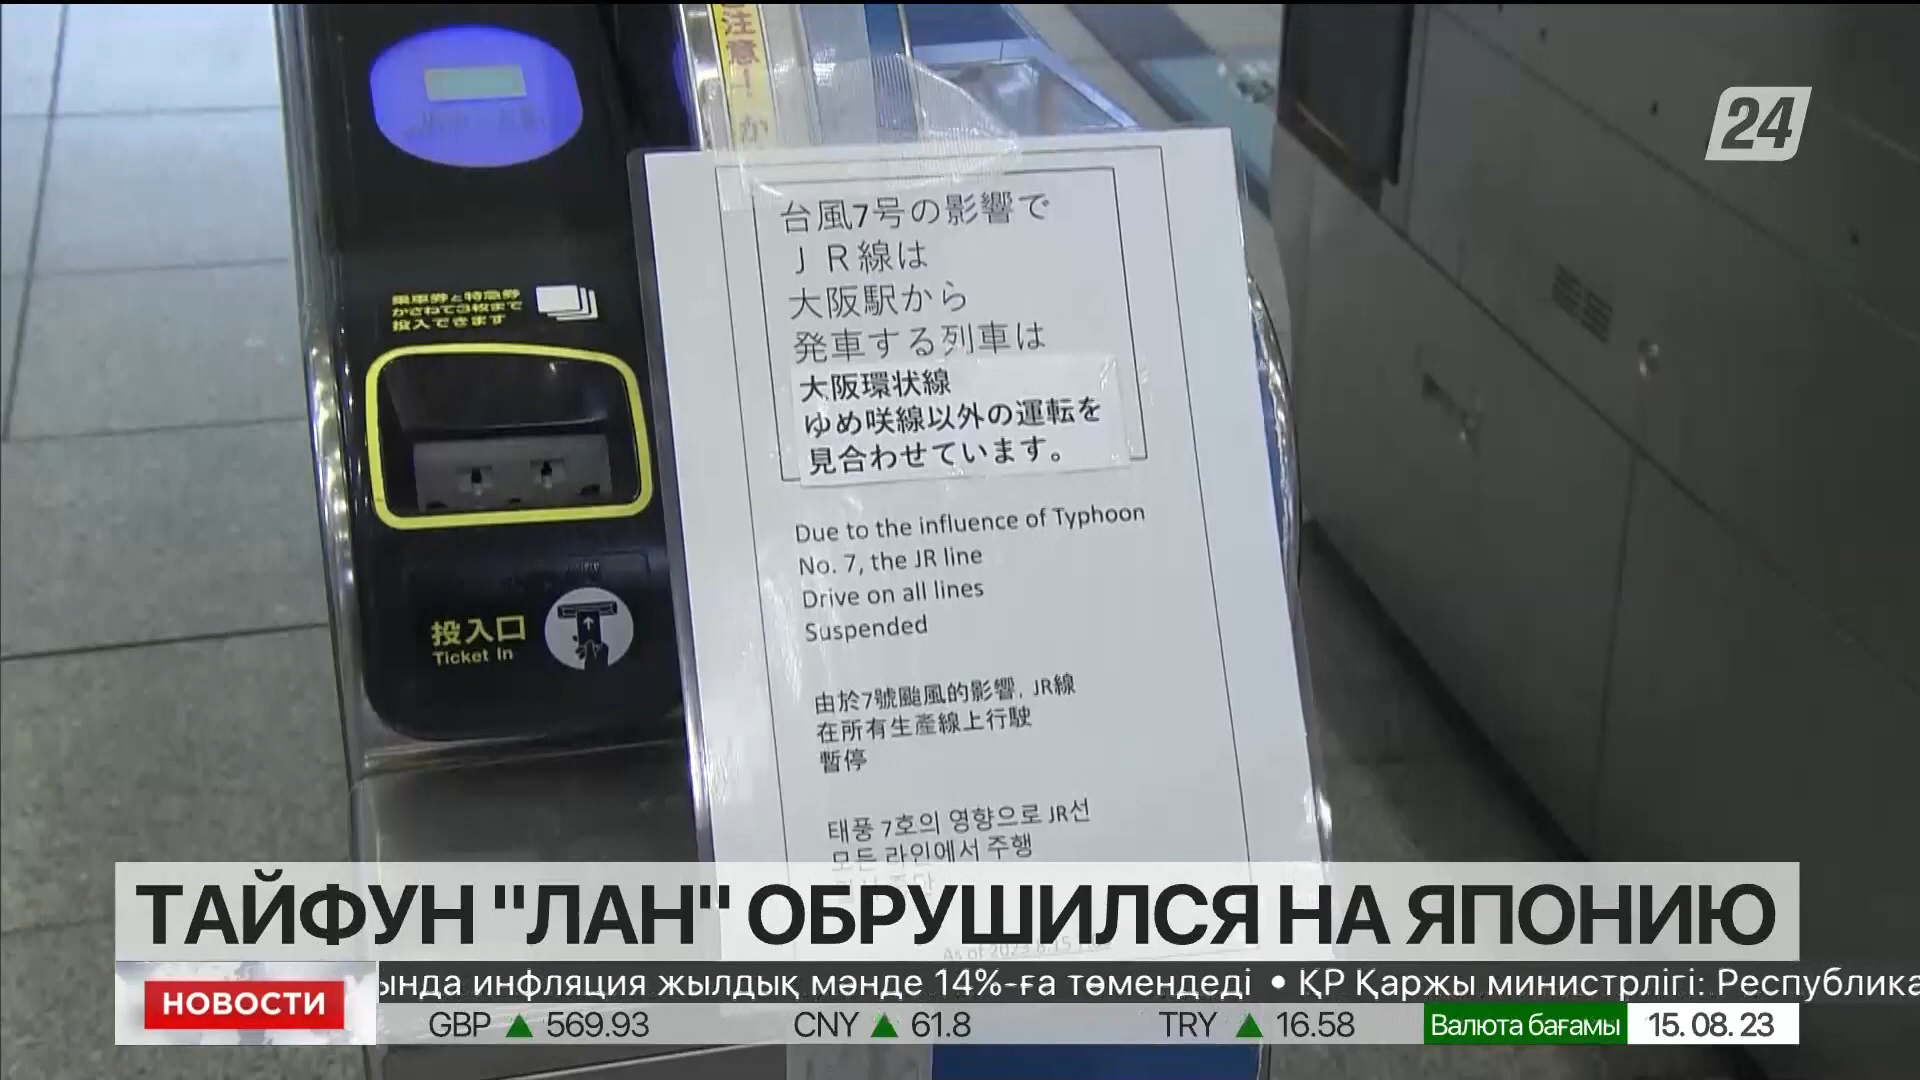 注意！か
24
台風7号の影響で
ＪＲ線は
大阪駅から
発車する列車は
大阪環状線
ゆめ咲線以外の運転を
見合わせています。
乗車券と特急券
かさねて3枚まで
投入できます
Due to the influence of Typhoon
No. 7, the JR line
Drive on all lines
Suspended
投入口
Ticket In
由於7號颱風的影響, JR線
在所有生產線上行駛
暫停
태풍 7호의 영향으로 JR선
모든 라인에서 주행
ТАЙФУН "ЛАН" ОБРУШИЛСЯ НА ЯПОНИЮ
As of 2023.8.15
НОВОСТИ
ында инфляция жылдық мәнде 14%-ға төмендеді • ҚР Қаржы министрлігі: Республика
GBP ▲ 569.93 CNY ▲ 61.8 TRY ▲ 16.58 Валюта бағамы 15.08.23